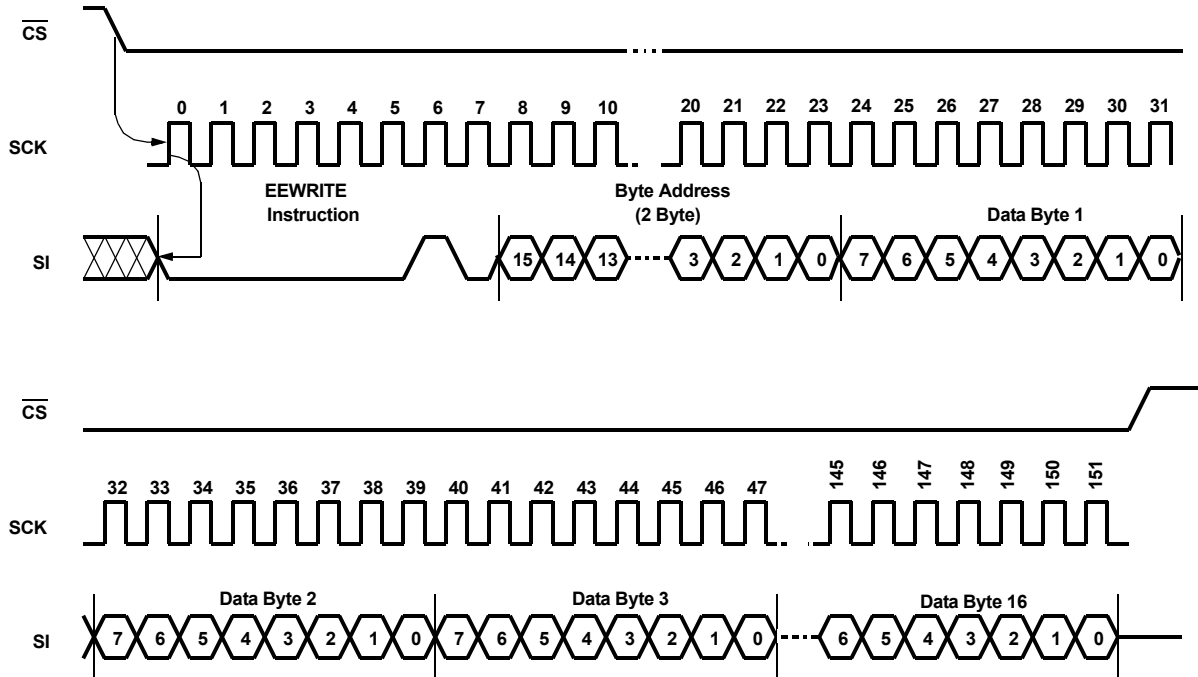 CS
0 1 2 3 4 5 6 7 8 9 10 20 21 22 23 24 25 26 27 28 29 30 31
SCK
EEWRITE
Instruction
Byte Address
(2 Byte)
Data Byte 1
SI
15 14 13 3 2 1 0 7 6 5 4 3 2 1 0
CS
32 33 34 35 36 37 38 39 40 41 42 43 44 45 46 47 145 146 147 148 149 150 151
SCK
Data Byte 2 Data Byte 3 Data Byte 16
SI
7 6 5 4 3 2 1 0 7 6 5 4 3 2 1 0 6 5 4 3 2 1 0